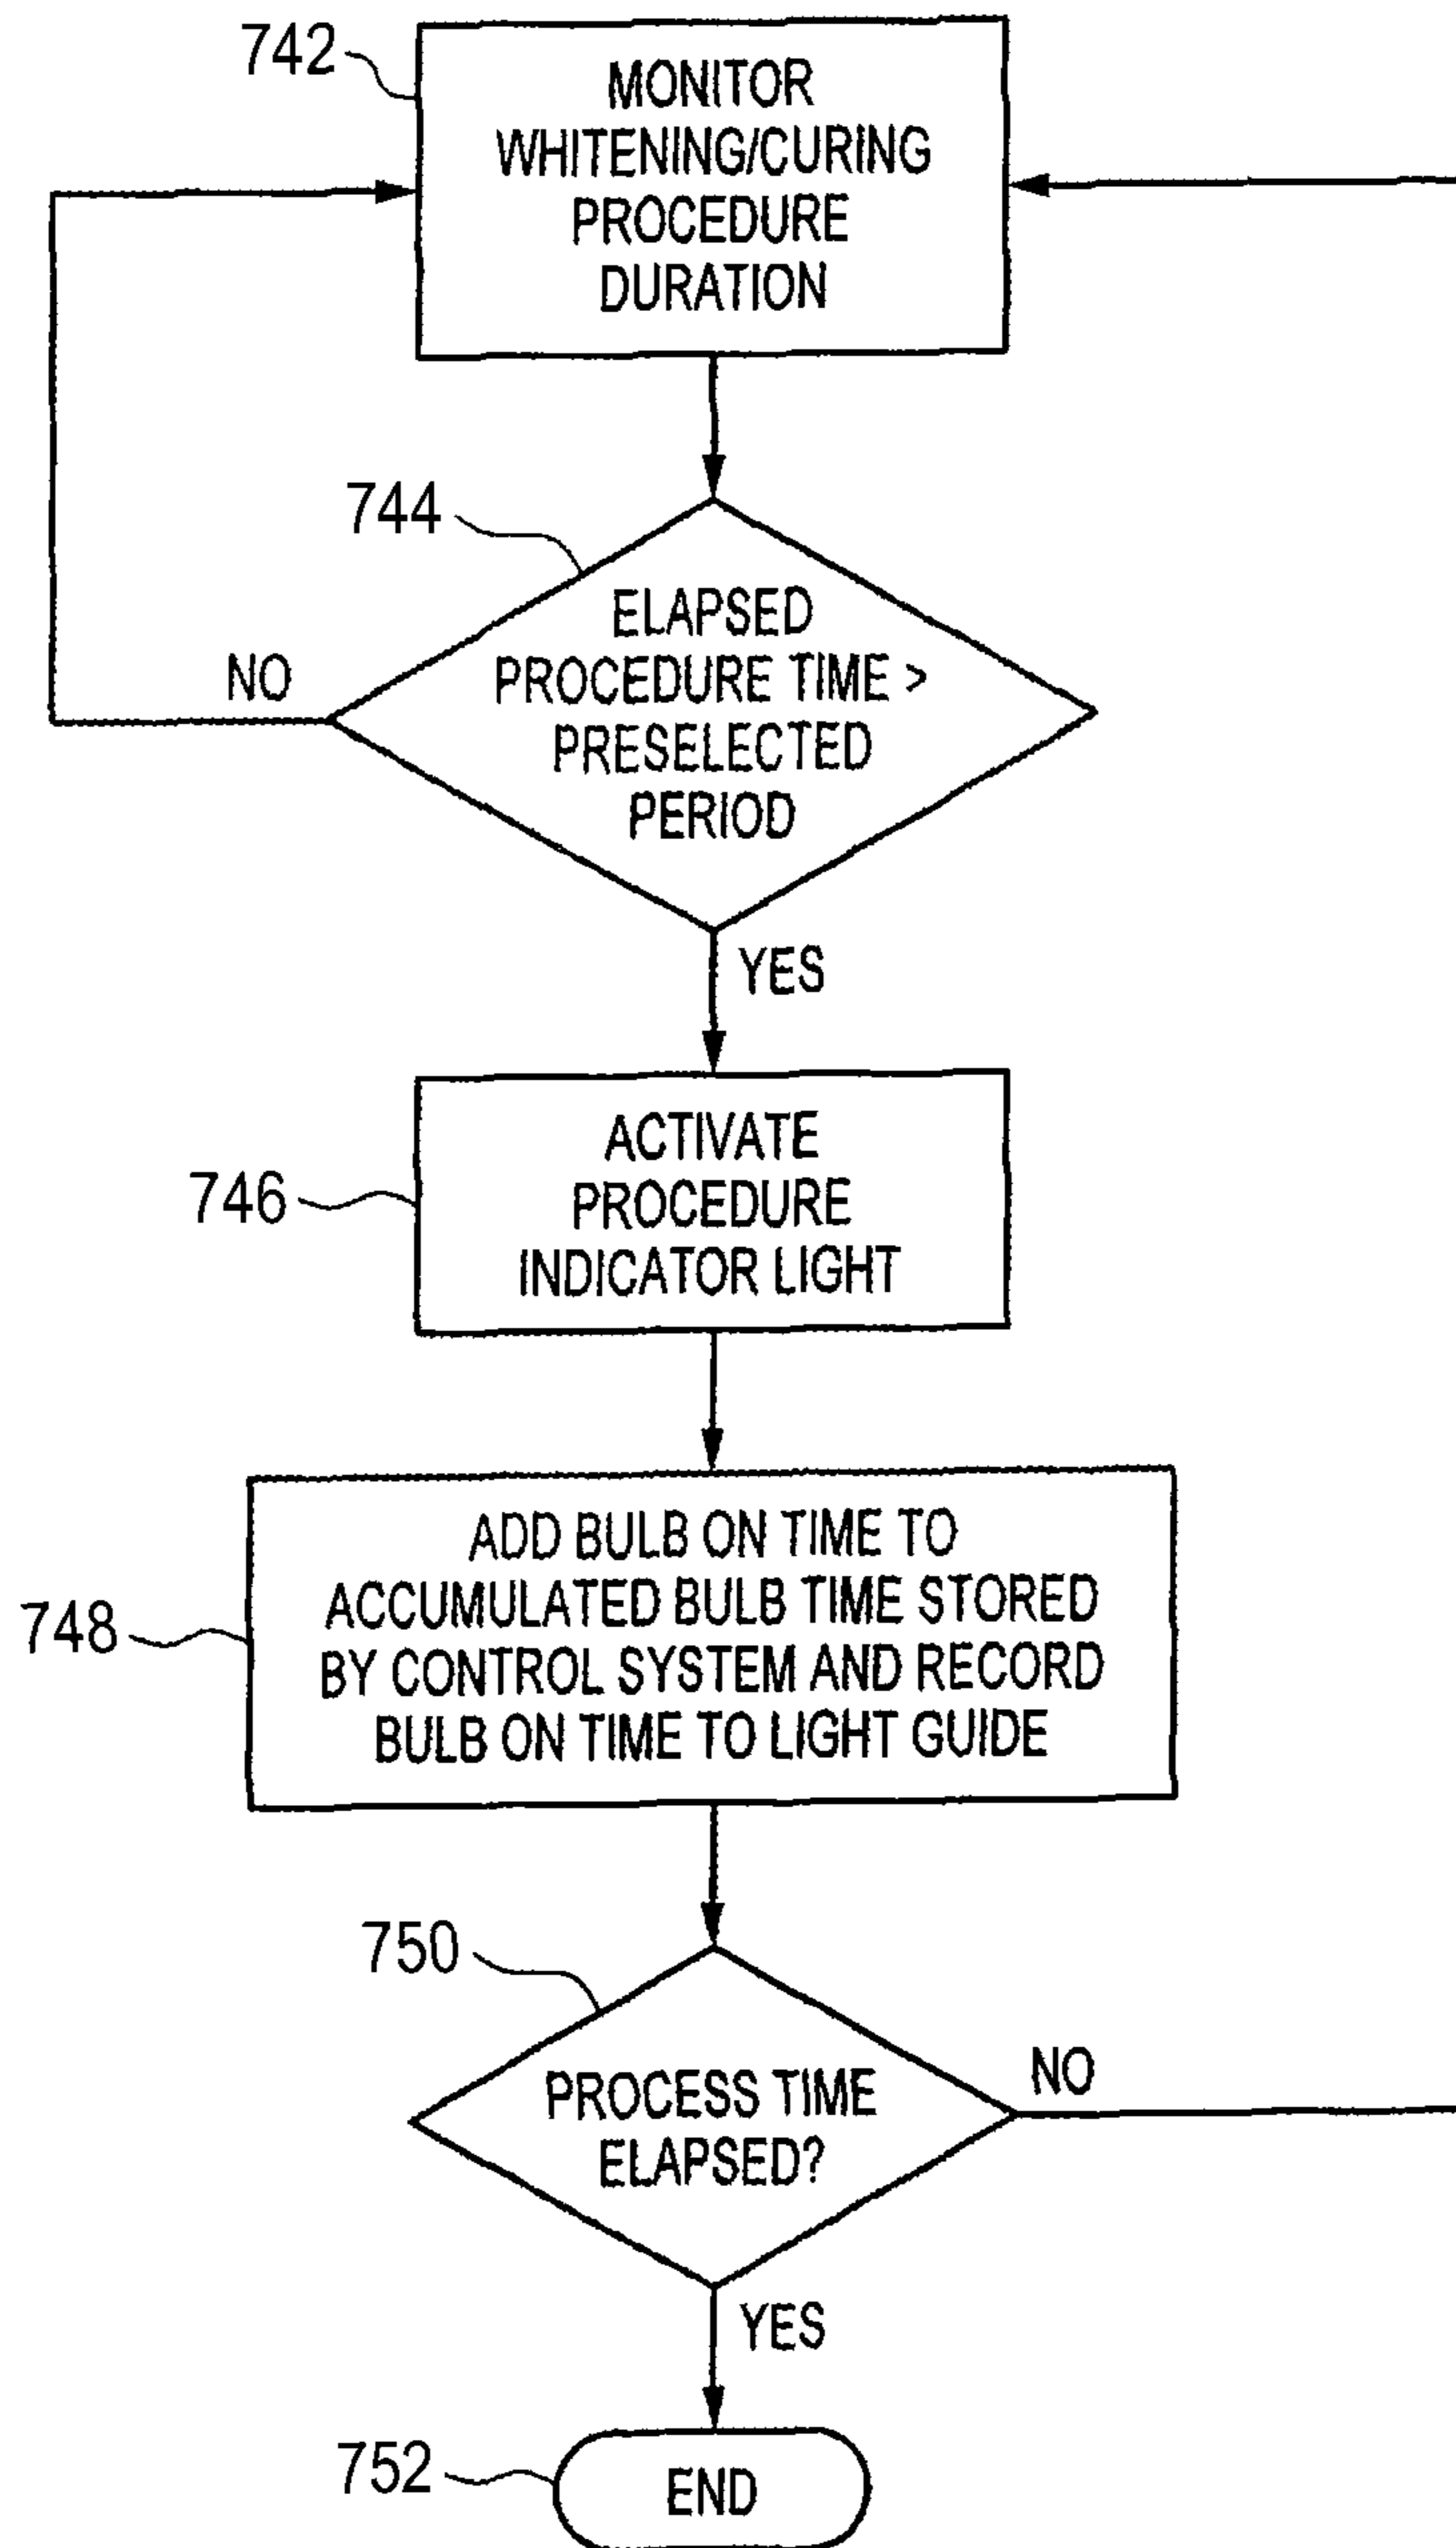 742
MONITOR
WHITENING/CURING
PROCEDURE
DURATION
744
ELAPSED
PROCEDURE TIME >
PRESELECTED
PERIOD
NO
YES
746
ACTIVATE
PROCEDURE
INDICATOR LIGHT
748
ADD BULB ON TIME TO
ACCUMULATED BULB TIME STORED
BY CONTROL SYSTEM AND RECORD
BULB ON TIME TO LIGHT GUIDE
750
PROCESS TIME
ELAPSED?
NO
YES
752
END